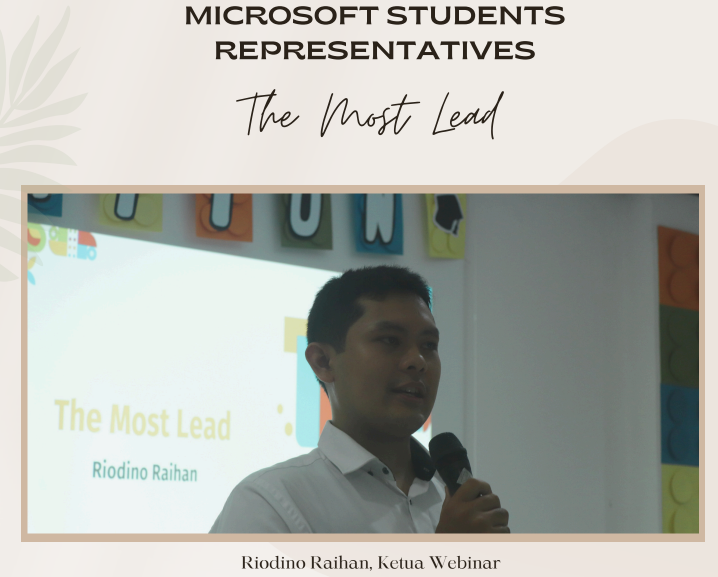 MICROSOFT STUDENTS
REPRESENTATIVES
The Most Lead
The Most Lead
Riodino Raihan
Riodino Raihan, Ketua Webinar